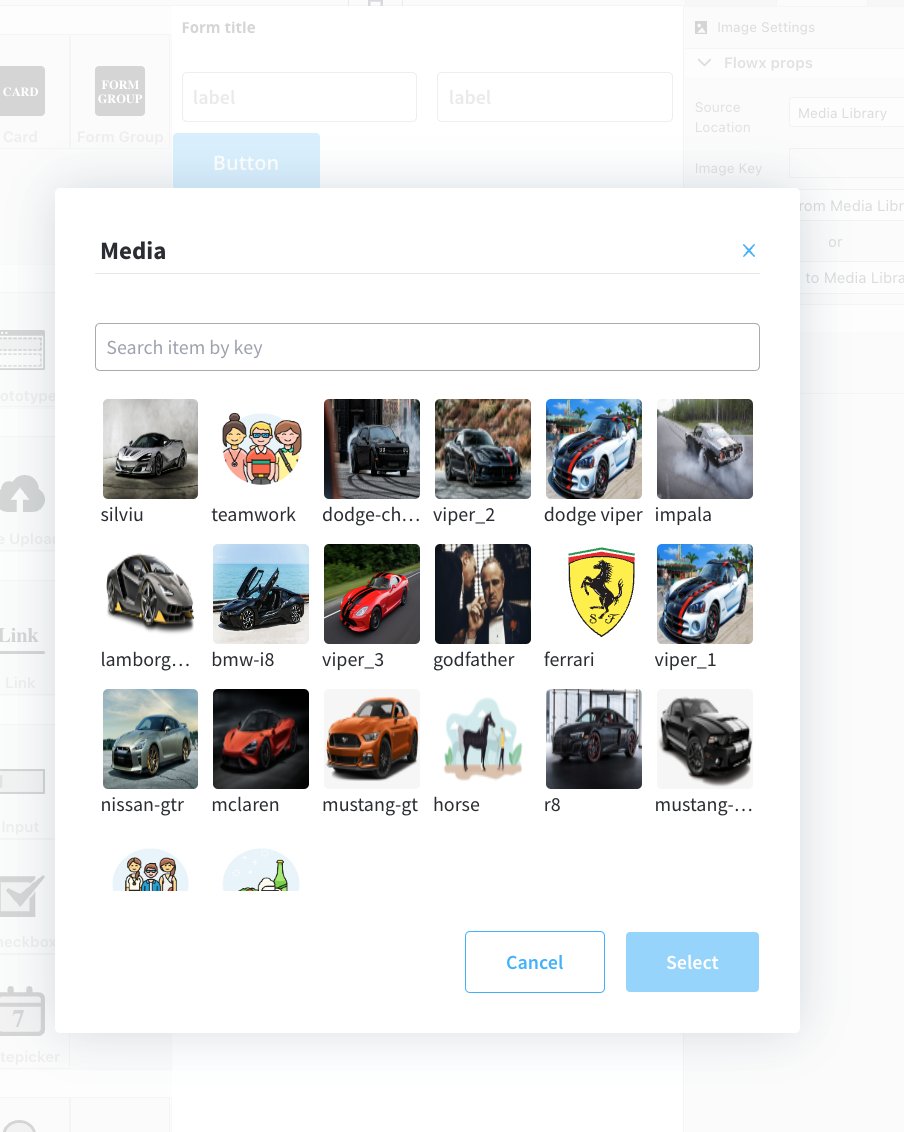 Form title
Image Settings
label
label
Flowx props
CARD
FORM
GROUP
Source
Location
Media Library
Card
Form Group
Button
Image Key
rom Media Libr
or
to Media Libra
Media
Search item by key
silviu
teamwork
dodge-ch...
viper_2
dodge viper
impala
lamborg...
bmw-i8
viper_3
godfather
ferrari
viper_1
nissan-gtr
mclaren
mustang-gt
horse
r8
mustang-...
Cancel
Select
ototype
e Upload
Link
Link
Input
eckbox
7
tepicker
S F